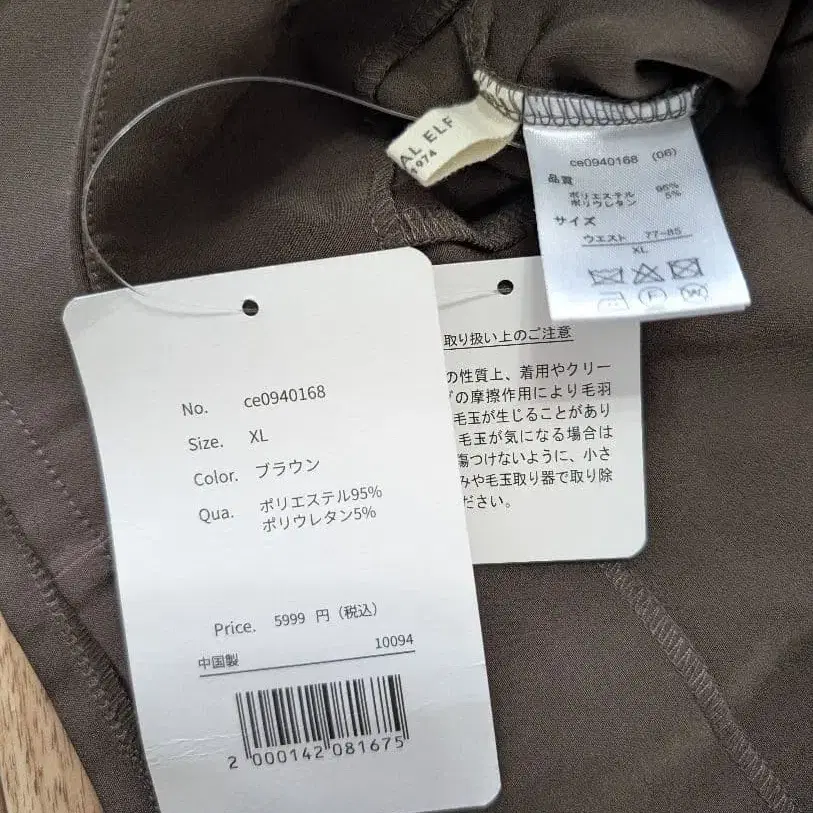 AL ELF
1974
ce0940168 (06)
品質
ポリエステル 95%
ポリウレタン 5%
サイズ
ウエスト 77-85
XL
No. ce0940168
Size. XL
Color. ブラウン
Qua. ポリエステル95%
ポリウレタン5%
Price. 5999 円（税込）
中国製 10094
2 000142 081675
取り扱い上のご注意
の性質上、着用やクリー
グの摩擦作用により毛羽
毛玉が生じることがあり
毛玉が気になる場合は
傷つけないように、小さ
みや毛玉取り器で取り除
ださい。